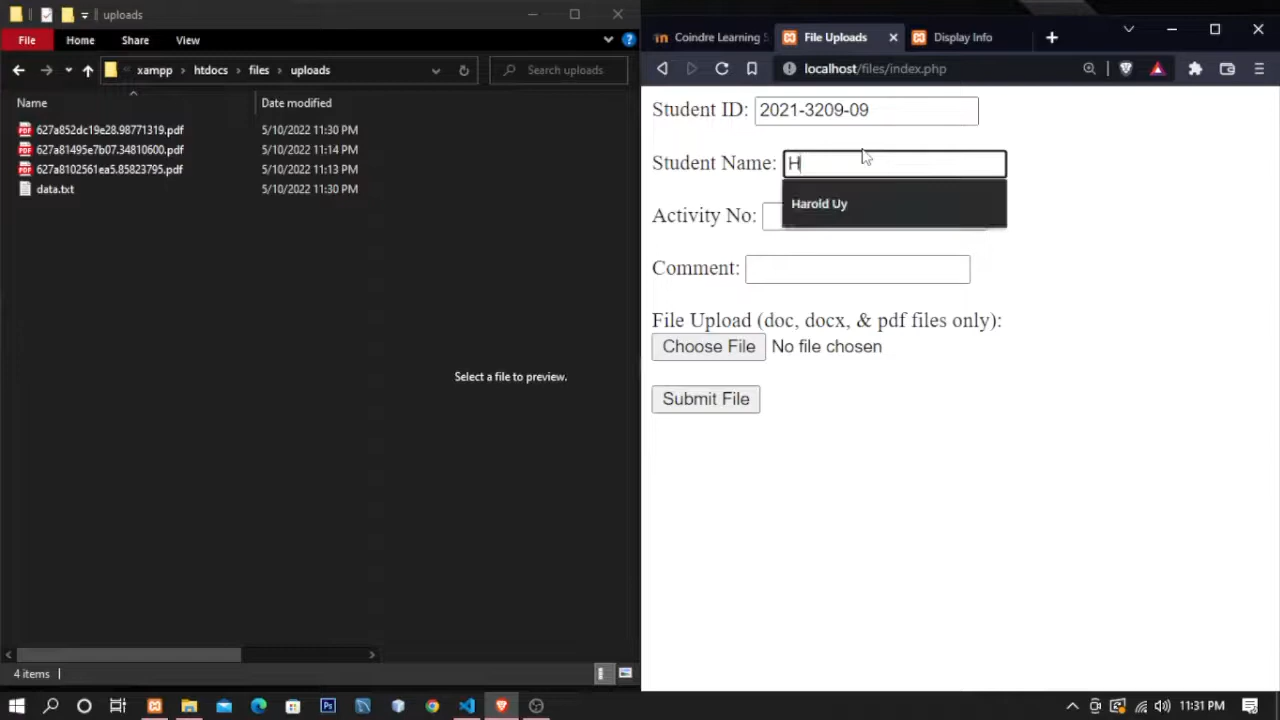 uploads
File Home Share View
xampp htdocs files uploads
Search uploads
Name Date modified
627a852dc19e28.98771319.pdf 5/10/2022 11:30 PM
627a81495e7b07.34810600.pdf 5/10/2022 11:14 PM
627a8102561ea5.85823795.pdf 5/10/2022 11:13 PM
data.txt 5/10/2022 11:30 PM
Select a file to preview.
4 items
Coindre Learning S
File Uploads
Display Info
localhost/files/index.php
Student ID: 2021-3209-09
Student Name: H
Harold Uy
Activity No:
Comment:
File Upload (doc, docx, & pdf files only):
Choose File No file chosen
Submit File
11:31 PM